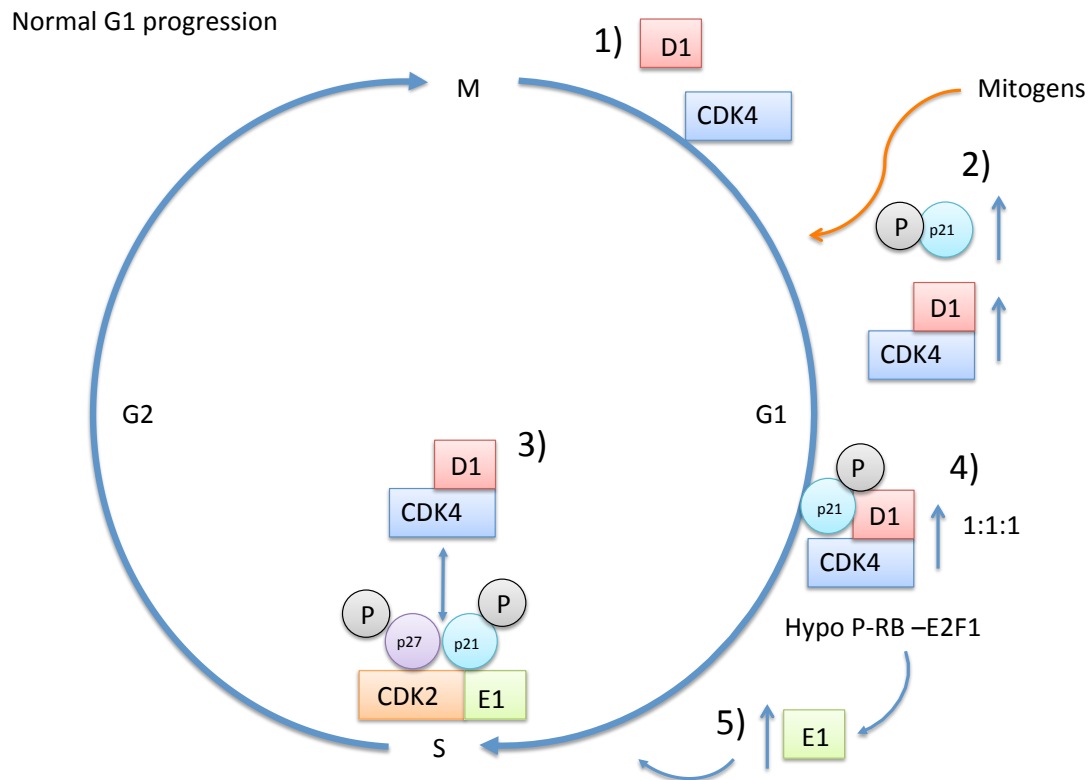 Normal G1 progression
1)
D1
CDK4
M
Mitogens
2)
P
p21
D1
CDK4
G2
G1
3)
D1
CDK4
P
P
p27
p21
CDK2
E1
S
4)
P
p21
D1
CDK4
1:1:1
Hypo P-RB –E2F1
5)
E1